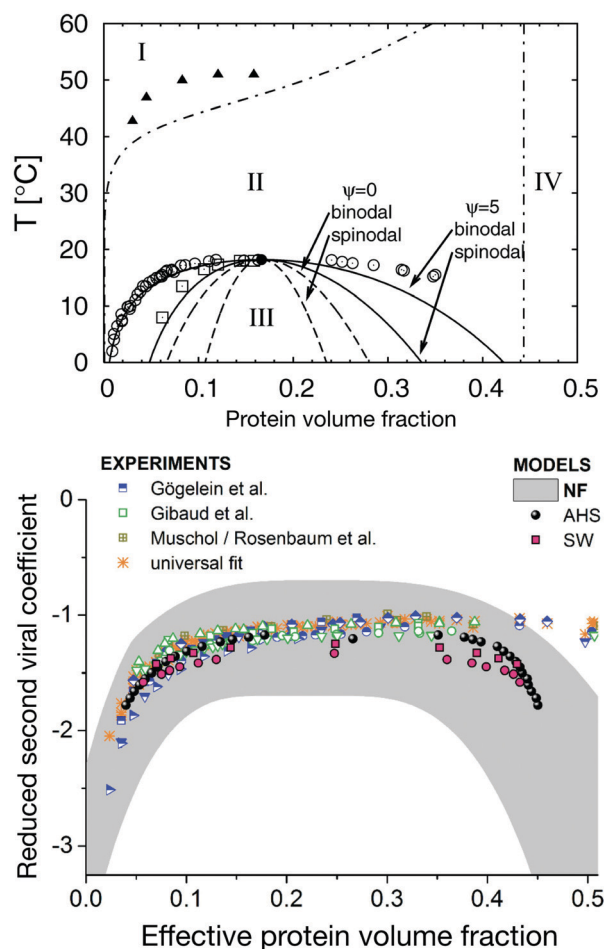 60
50
40
30
20
10
0
T [°C]
I
II
III
IV
ψ=0
binodal
spinodal
ψ=5
binodal
spinodal
0 0.1 0.2 0.3 0.4 0.5
Protein volume fraction
EXPERIMENTS
Gögelein et al.
Gibaud et al.
Muschol / Rosenbaum et al.
universal fit
MODELS
NF
AHS
SW
0
-1
-2
-3
Reduced second viral coefficient
0.0 0.1 0.2 0.3 0.4 0.5
Effective protein volume fraction